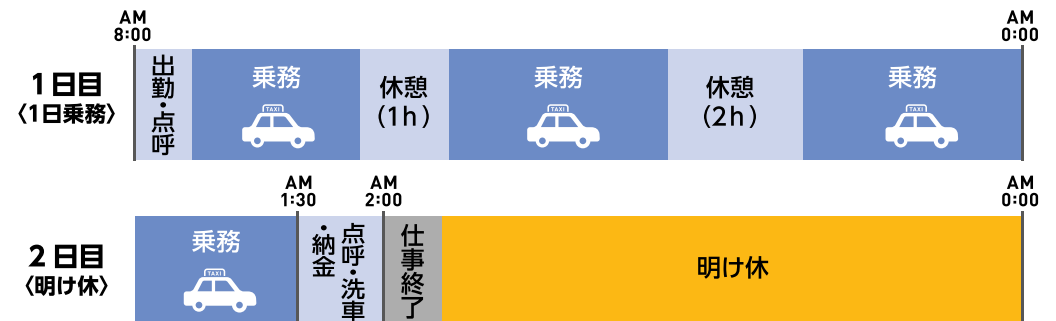 AM
8:00
AM
0:00
1日目
〈1日乗務〉
出勤・点呼
乗務
TAXI
休憩
(1h)
乗務
TAXI
休憩
(2h)
乗務
TAXI
AM
1:30
AM
2:00
AM
0:00
2日目
〈明け休〉
乗務
TAXI
点呼・洗車
・納金
仕事終了
明け休